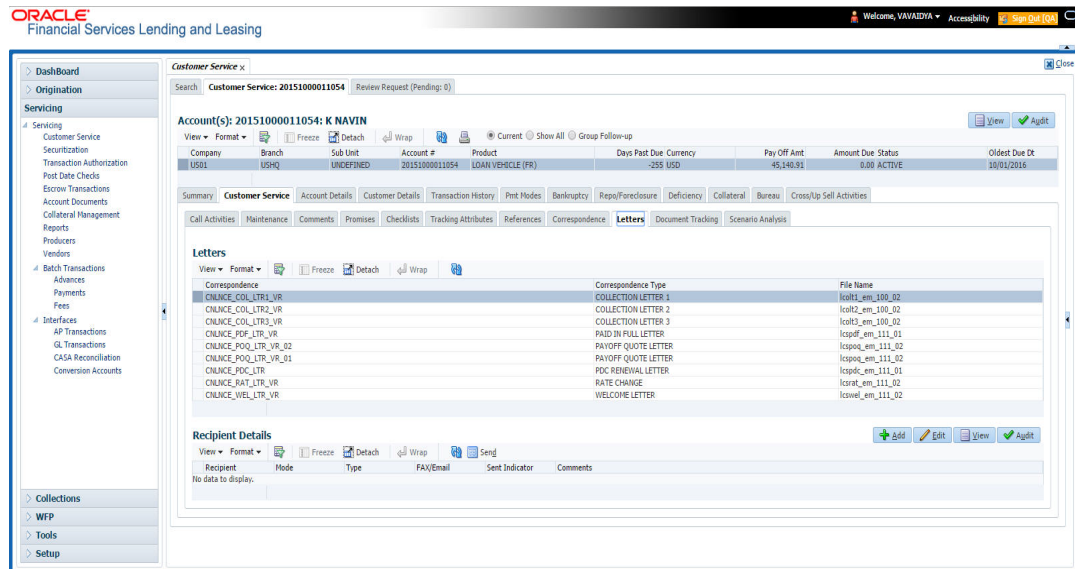 ORACLE
Financial Services Lending and Leasing
Welcome, VAVAIDYA Accessibility Sign Out [QA]
Close
DashBoard
Origination
Servicing
Servicing
Customer Service
Securitization
Transaction Authorization
Post Date Checks
Escrow Transactions
Account Documents
Collateral Management
Reports
Producers
Vendors
Batch Transactions
Advances
Payments
Fees
Interfaces
AP Transactions
GL Transactions
CASA Reconciliation
Conversion Accounts
Collections
WFP
Tools
Setup
Customer Service x
Search Customer Service: 20151000011054 Review Request (Pending: 0)
Account(s): 20151000011054: K NAVIN
View Audit
View Format Freeze Detach Wrap Current Show All Group Follow-up
Company Branch Sub Unit Account # Product Days Past Due Currency Pay Off Amt Amount Due Status Oldest Due Dt
US01 USHQ UNDEFINED 20151000011054 LOAN VEHICLE (FR) -255 USD 45,140.91 0.00 ACTIVE 10/01/2016
Summary Customer Service Account Details Customer Details Transaction History Pmt Modes Bankruptcy Repo/Foreclosure Deficiency Collateral Bureau Cross/Up Sell Activities
Call Activities Maintenance Comments Promises Checklists Tracking Attributes References Correspondence Letters Document Tracking Scenario Analysis
Letters
View Format Freeze Detach Wrap
Correspondence Correspondence Type File Name
CNLNCE_COL_LTR1_VR COLLECTION LETTER 1 lcolt1_em_100_02
CNLNCE_COL_LTR2_VR COLLECTION LETTER 2 lcolt2_em_100_02
CNLNCE_COL_LTR3_VR COLLECTION LETTER 3 lcolt3_em_100_02
CNLNCE_PDF_LTR_VR PAID IN FULL LETTER lcspdf_em_111_01
CNLNCE_POQ_LTR_VR_02 PAYOFF QUOTE LETTER lcspoq_em_111_02
CNLNCE_POQ_LTR_VR_01 PAYOFF QUOTE LETTER lcspoq_em_111_02
CNLNCE_PDC_LTR PDC RENEWAL LETTER lcspdc_em_111_01
CNLNCE_RAT_LTR_VR RATE CHANGE lcsrat_em_111_02
CNLNCE_WEL_LTR_VR WELCOME LETTER lcswel_em_111_02
Recipient Details
Add Edit View Audit
View Format Freeze Detach Wrap Send
Recipient Mode Type FAX/Email Sent Indicator Comments
No data to display.